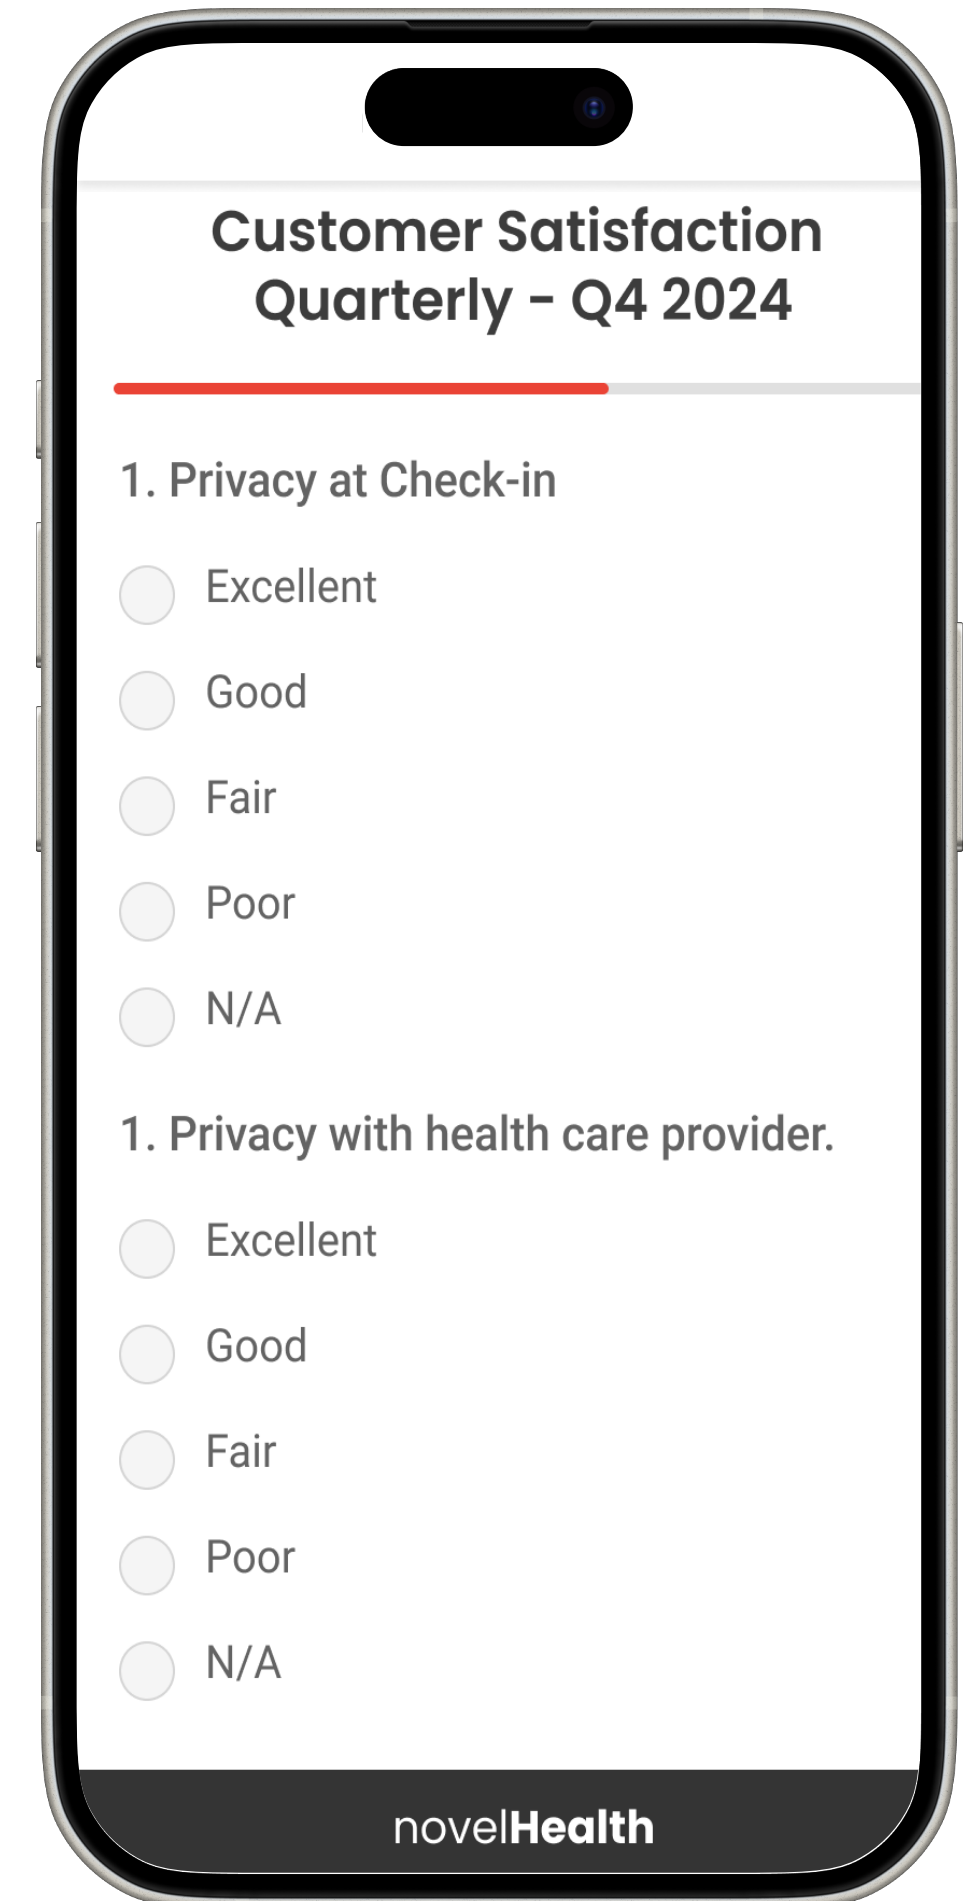 Customer Satisfaction
Quarterly - Q4 2024
1. Privacy at Check-in
Excellent
Good
Fair
Poor
N/A
1. Privacy with health care provider.
Excellent
Good
Fair
Poor
N/A
novelHealth